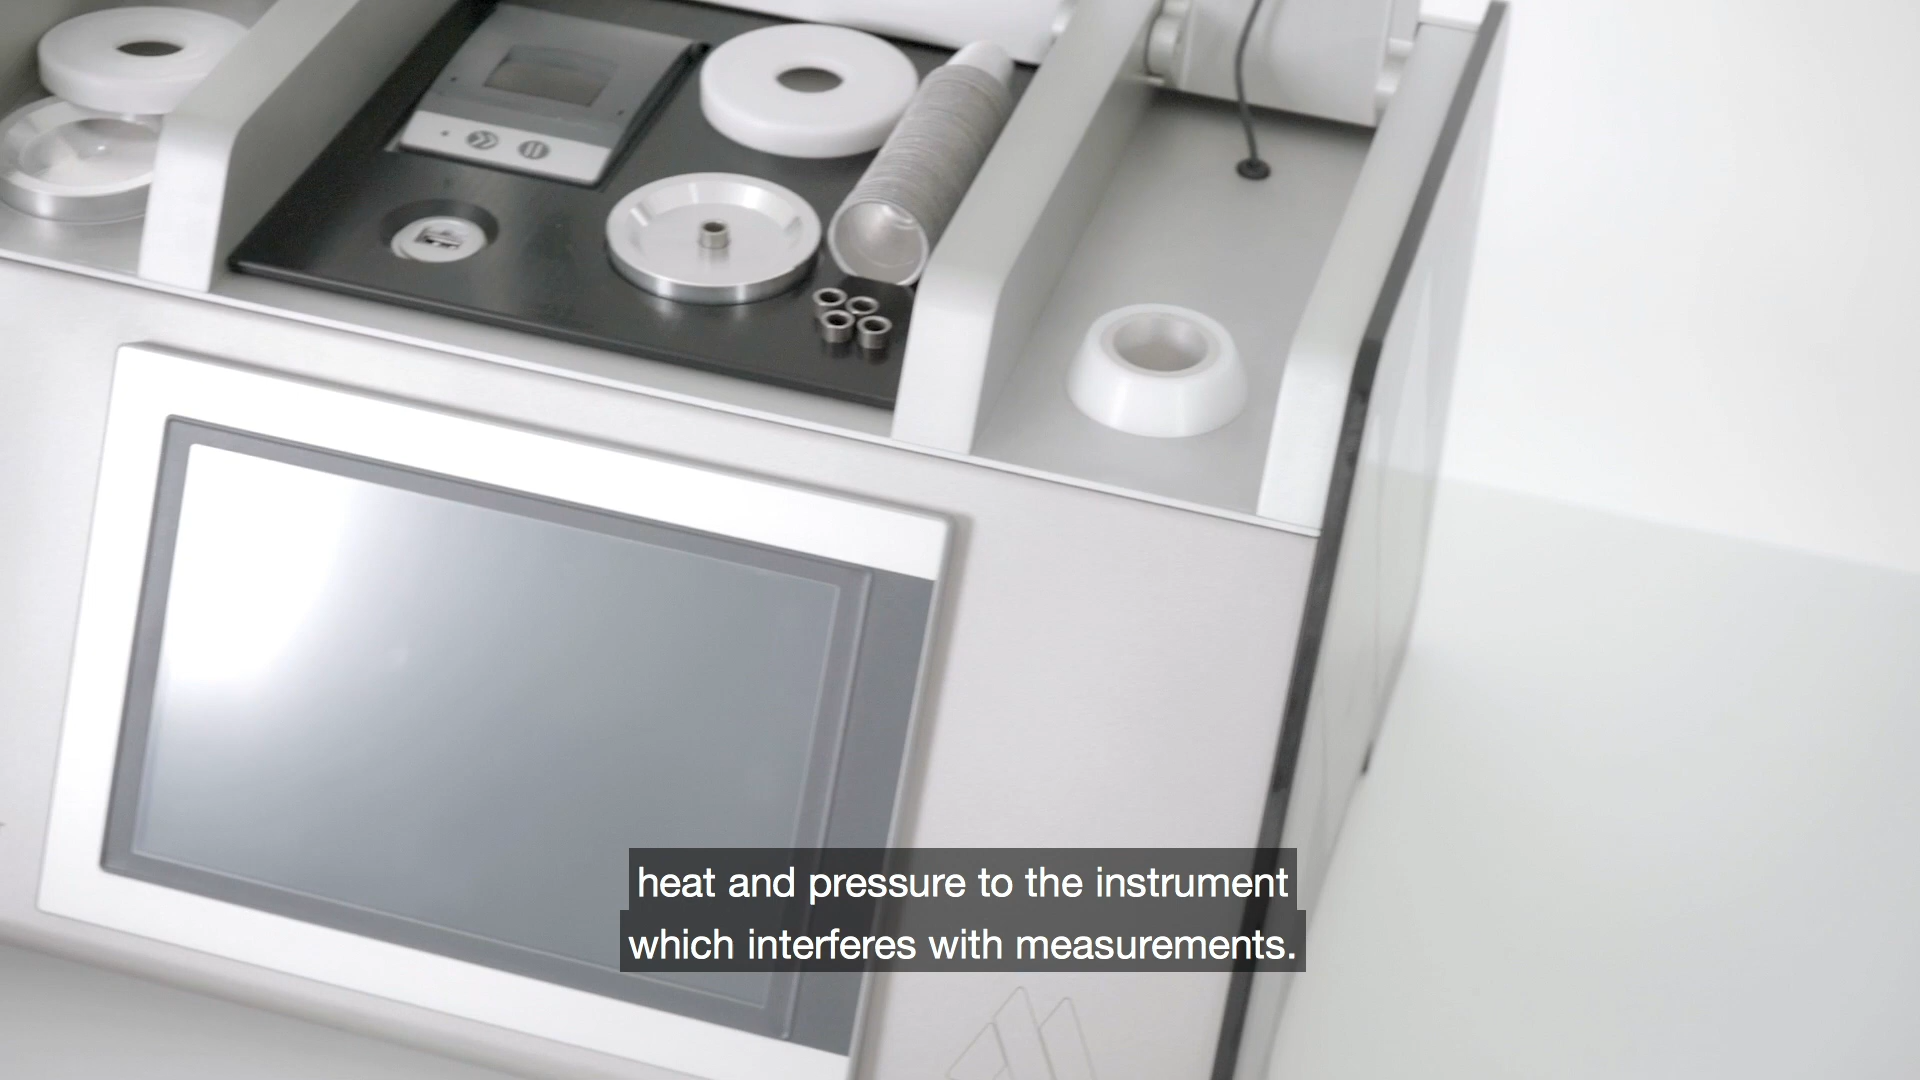 heat and pressure to the instrument
which interferes with measurements.